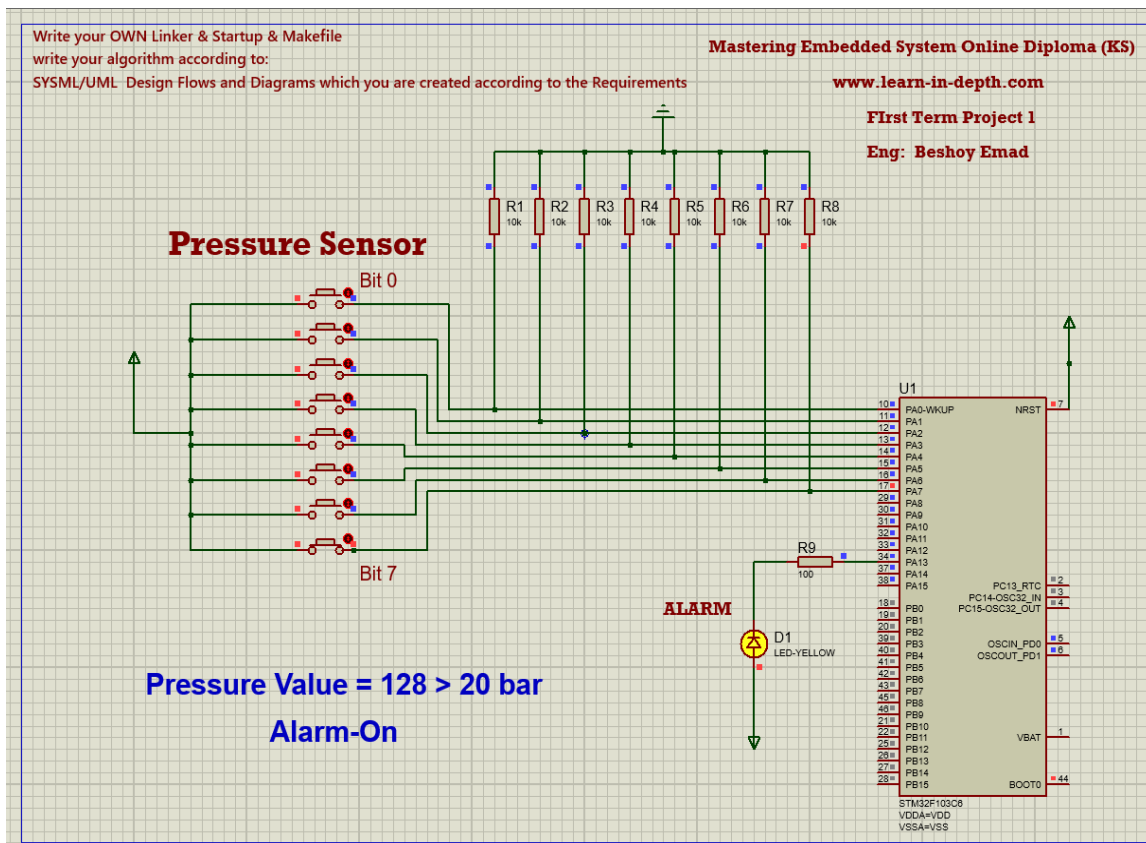 Write your OWN Linker & Startup & Makefile
write your algorithm according to:
SYSML/UML Design Flows and Diagrams which you are created according to the Requirements
Mastering Embedded System Online Diploma (KS)
www.learn-in-depth.com
FIrst Term Project 1
Eng: Beshoy Emad
R1
10k
R2
10k
R3
10k
R4
10k
R5
10k
R6
10k
R7
10k
R8
10k
Pressure Sensor
Bit 0
Bit 7
U1
10 PA0-WKUP
11 PA1
12 PA2
13 PA3
14 PA4
15 PA5
16 PA6
17 PA7
29 PA8
30 PA9
31 PA10
32 PA11
33 PA12
34 PA13
37 PA14
38 PA15
18 PB0
19 PB1
20 PB2
39 PB3
40 PB4
41 PB5
42 PB6
43 PB7
45 PB8
46 PB9
21 PB10
22 PB11
25 PB12
26 PB13
27 PB14
28 PB15
NRST 7
PC13_RTC 2
PC14-OSC32_IN 3
PC15-OSC32_OUT 4
OSCIN_PD0 5
OSCOUT_PD1 6
VBAT 1
BOOT0 44
STM32F103C6
VDDA=VDD
VSSA=VSS
R9
100
ALARM
D1
LED-YELLOW
Pressure Value = 128 > 20 bar
Alarm-On